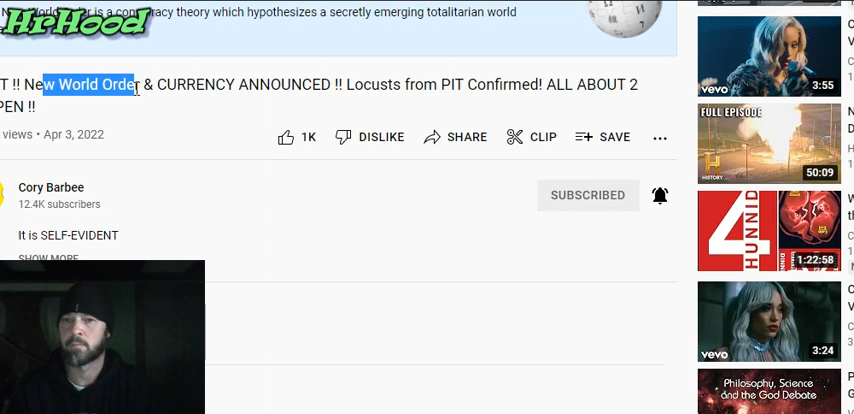 HrHood
World Order is a conspiracy theory which hypothesizes a secretly emerging totalitarian world
T !! New World Order & CURRENCY ANNOUNCED !! Locusts from PIT Confirmed! ALL ABOUT 2
PEN !!
views • Apr 3, 2022
1K
DISLIKE
SHARE
CLIP
SAVE
...
Cory Barbee
12.4K subscribers
SUBSCRIBED
It is SELF-EVIDENT
SHOW MORE
vevo
3:55
FULL EPISODE
HISTORY
50:09
4
HUNNID
1:22:58
vevo
3:24
Philosophy, Science
and the God Debate